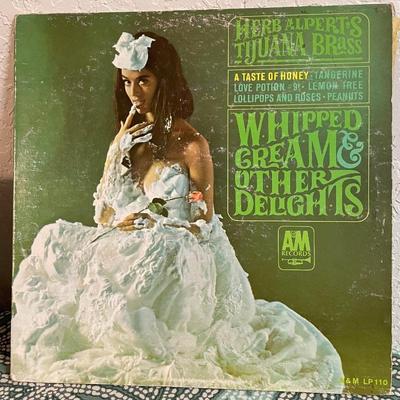 HERB ALPERT'S
TIJUANA BRASS
A TASTE OF HONEY • TANGERINE
LOVE POTION #9 • LEMON TREE
LOLLIPOPS AND ROSES • PEANUTS
WHIPPED
CREAM &
OTHER
DELIGHTS
A&M
RECORDS
A&M LP 110